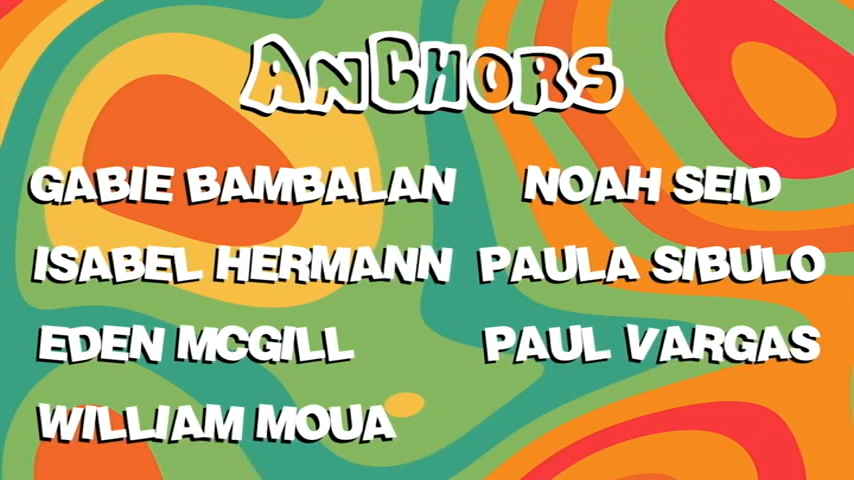 ANCHORS
GABIE BAMBALAN
ISABEL HERMANN
EDEN MCGILL
WILLIAM MOUA
NOAH SEID
PAULA SIBULO
PAUL VARGAS